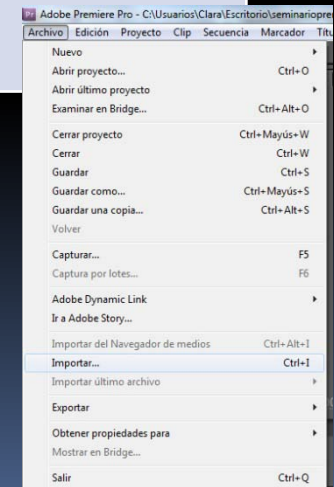 Adobe Premiere Pro - C:\Usuarios\Clara\Escritorio\seminariopre
Archivo Edición Proyecto Clip Secuencia Marcador Títu
Nuevo
Abrir proyecto... Ctrl+O
Abrir último proyecto
Examinar en Bridge... Ctrl+Alt+O
Cerrar proyecto Ctrl+Mayús+W
Cerrar Ctrl+W
Guardar Ctrl+S
Guardar como... Ctrl+Mayús+S
Guardar una copia... Ctrl+Alt+S
Volver
Capturar... F5
Captura por lotes... F6
Adobe Dynamic Link
Ir a Adobe Story...
Importar del Navegador de medios Ctrl+Alt+I
Importar... Ctrl+I
Importar último archivo
Exportar
Obtener propiedades para
Mostrar en Bridge...
Salir Ctrl+Q